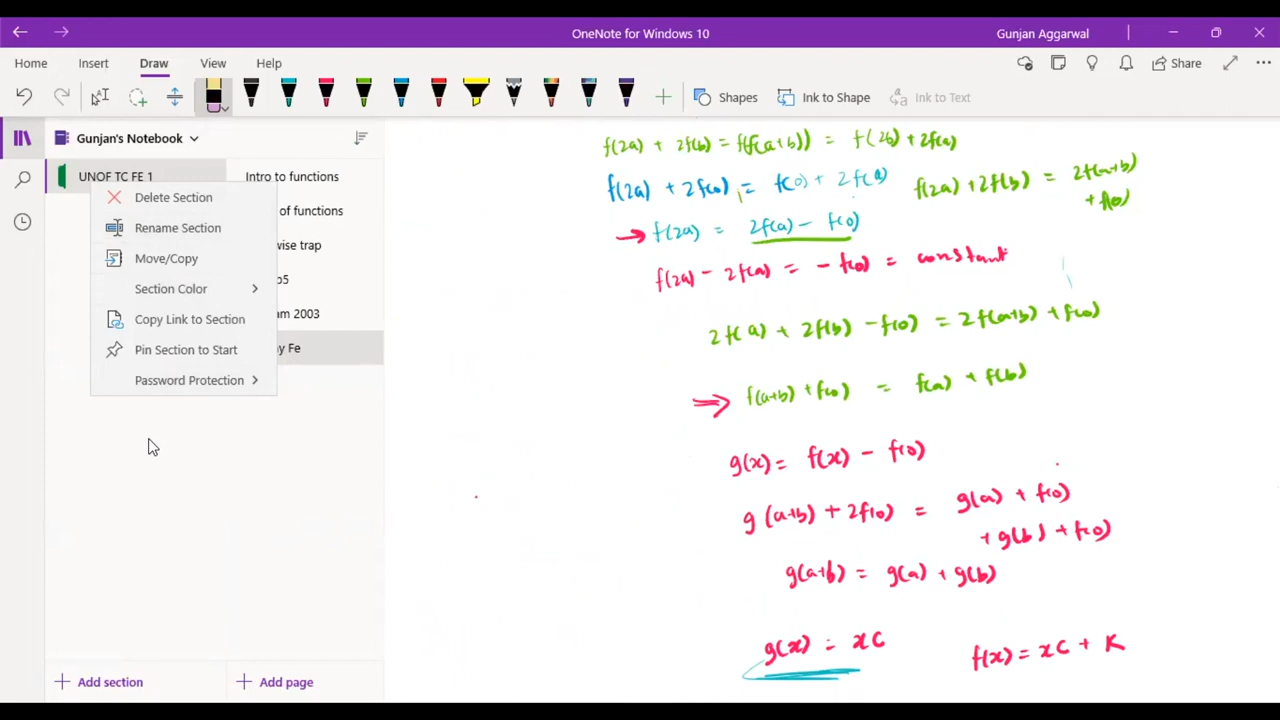 OneNote for Windows 10
Gunjan Aggarwal
Home Insert Draw View Help
Share
Shapes Ink to Shape Ink to Text
Gunjan's Notebook
UNOF TC FE 1
Delete Section
Rename Section
Move/Copy
Section Color
Copy Link to Section
Pin Section to Start
Password Protection
Intro to functions
of functions
wise trap
p5
m 2003
y Fe
Add section
Add page
f(2a) + 2f(b) = f(f(a+b)) = f(2b) + 2f(a)
f(2a) + 2f(0) = f(0) + 2f(a)
f(2a) + 2f(b) = 2f(a+b) + f(0)
f(2a) = 2f(a) - f(0)
f(2a) - 2f(a) = - f(0) = constant
2f(a) + 2f(b) - f(0) = 2f(a+b) + f(0)
f(a+b) + f(0) = f(a) + f(b)
g(x) = f(x) - f(0)
g(a+b) + 2f(0) = g(a) + f(0)
+ g(b) + f(0)
g(a+b) = g(a) + g(b)
g(x) = xc
f(x) = xc + K